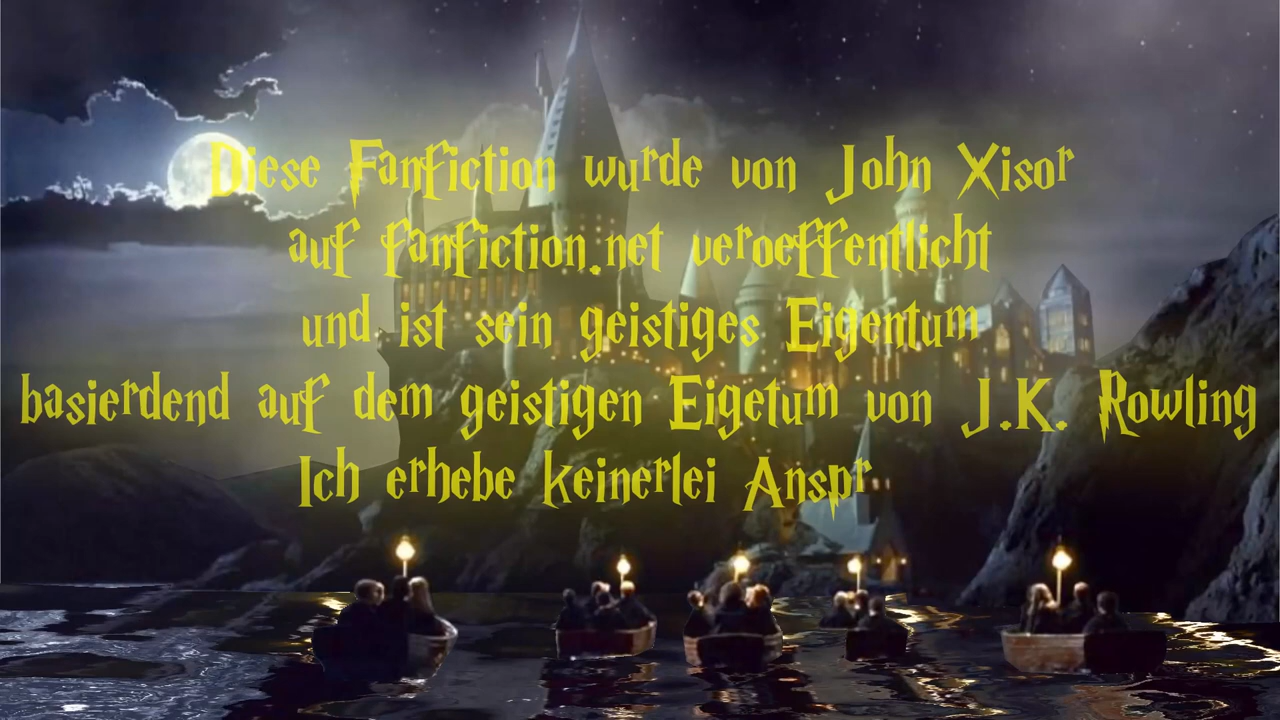 Diese Fanfiction wurde von John Xisor
auf fanfiction.net veroeffentlicht
und ist sein geistiges Eigentum
basierdend auf dem geistigen Eigetum von J.K. Rowling
Ich erhebe keinerlei Anspr